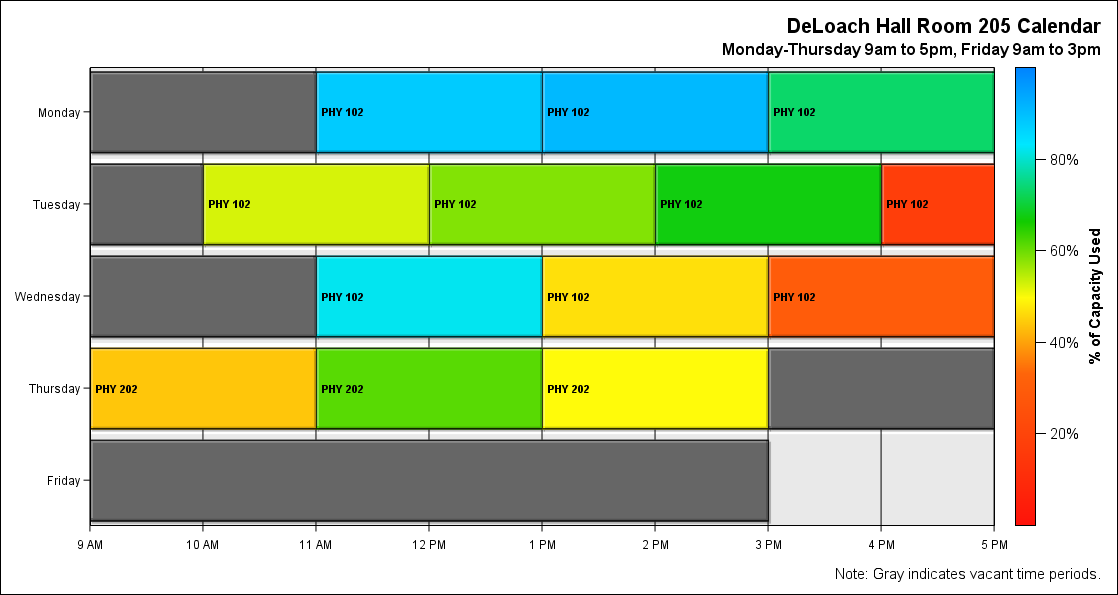 DeLoach Hall Room 205 Calendar
Monday-Thursday 9am to 5pm, Friday 9am to 3pm
Monday
PHY 102
PHY 102
PHY 102
Tuesday
PHY 102
PHY 102
PHY 102
PHY 102
Wednesday
PHY 102
PHY 102
PHY 102
Thursday
PHY 202
PHY 202
PHY 202
Friday
9 AM
10 AM
11 AM
12 PM
1 PM
2 PM
3 PM
4 PM
5 PM
80%
60%
40%
20%
% of Capacity Used
Note: Gray indicates vacant time periods.